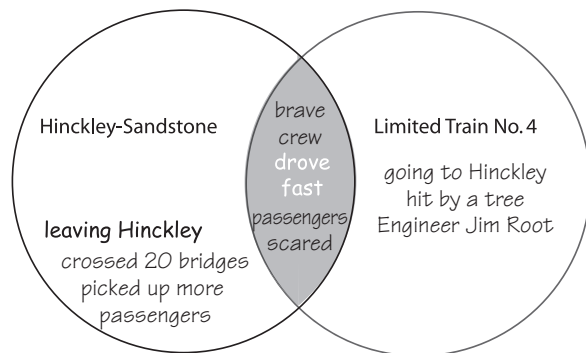 Hinckley-Sandstone
leaving Hinckley
crossed 20 bridges
picked up more
passengers
brave
crew
drove
fast
passengers
scared
Limited Train No. 4
going to Hinckley
hit by a tree
Engineer Jim Root